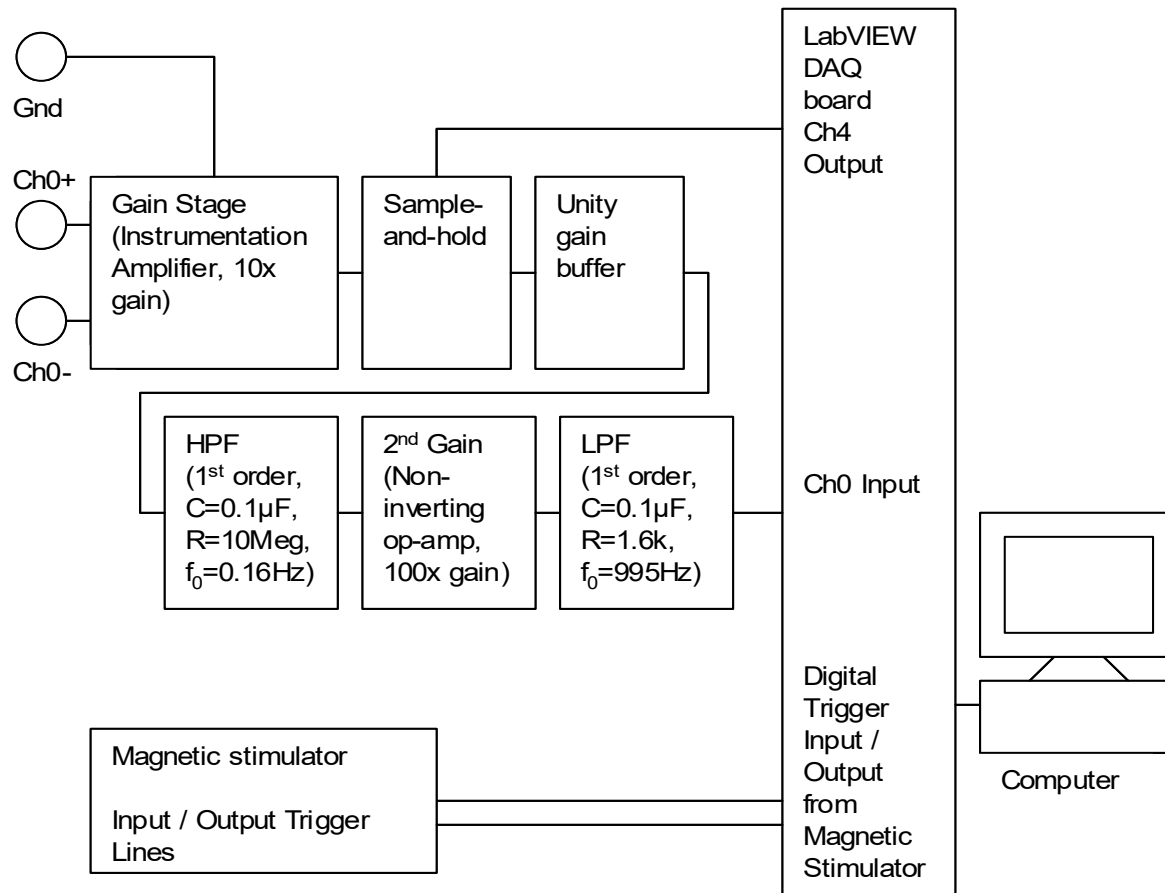 Gnd
Ch0+
Ch0-
Gain Stage
(Instrumentation
Amplifier, 10x
gain)
Sample-
and-hold
Unity
gain
buffer
LabVIEW
DAQ
board
Ch4
Output
HPF
(1st order,
C=0.1µF,
R=10Meg,
f0=0.16Hz)
2nd Gain
(Non-
inverting
op-amp,
100x gain)
LPF
(1st order,
C=0.1µF,
R=1.6k,
f0=995Hz)
Ch0 Input
Magnetic stimulator
Input / Output Trigger
Lines
Digital
Trigger
Input /
Output
from
Magnetic
Stimulator
Computer